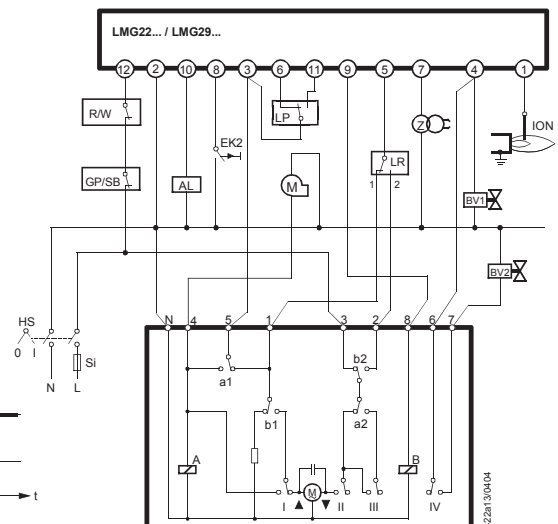 LMG22... / LMG29...
12 2 10 8 3 6 11 9 5 7 4 1
R/W
LP
EK2
Z
ION
GP/SB
AL
M
LR
1 2
BV1
BV2
HS
0 I
Si
N L
N 4 5 1 3 2 8 6 7
a1
b2
b1
a2
A
M
B
I II III IV
t
22a13/0404